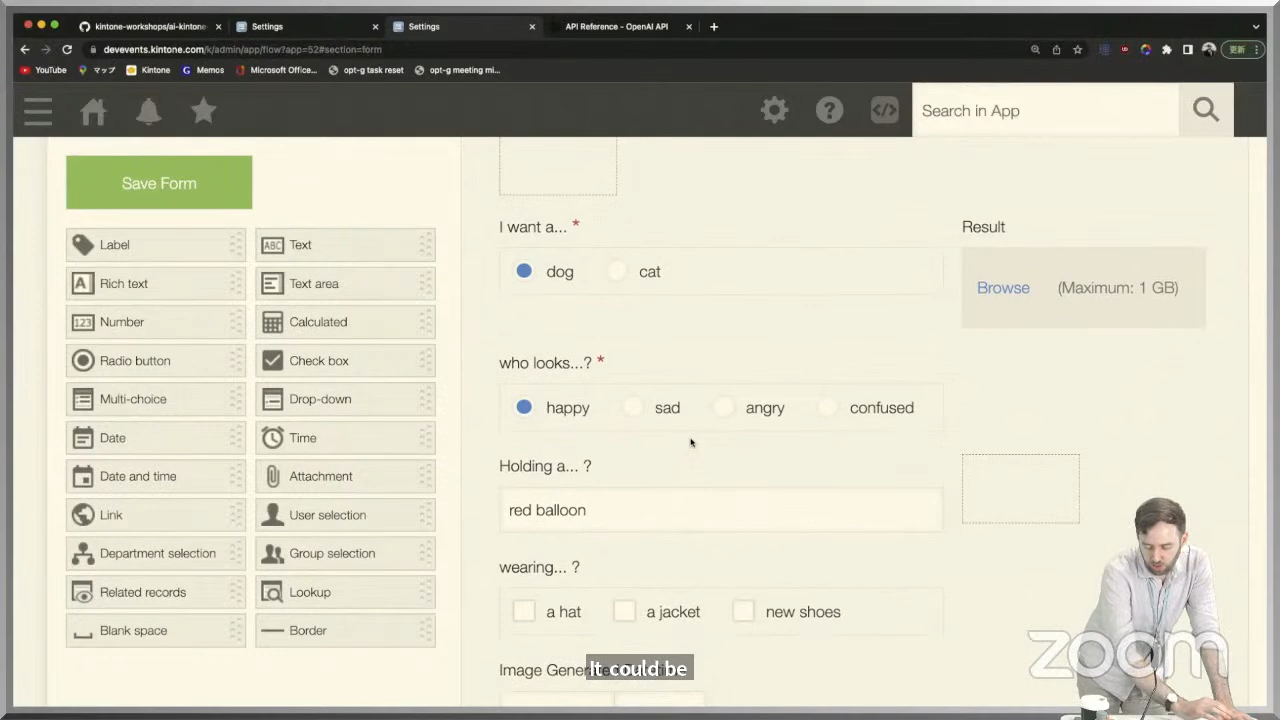 kintone-workshops/ai-kintone-
Settings
Settings
API Reference - OpenAI API
devevents.kintone.com/k/admin/app/flow?app=52#section=form
更新
YouTube
マップ
Kintone
Memos
Microsoft Office...
opt-g task reset
opt-g meeting mi...
Search in App
Save Form
Label
ABC Text
A Rich text
Text area
123 Number
Calculated
Radio button
Check box
Multi-choice
Drop-down
Date
Time
Date and time
Attachment
Link
User selection
Department selection
Group selection
Related records
Lookup
Blank space
Border
I want a... *
dog cat
Result
Browse (Maximum: 1 GB)
who looks...? *
happy sad angry confused
Holding a... ?
red balloon
wearing... ?
a hat a jacket new shoes
Image Gener
It could be
zoom